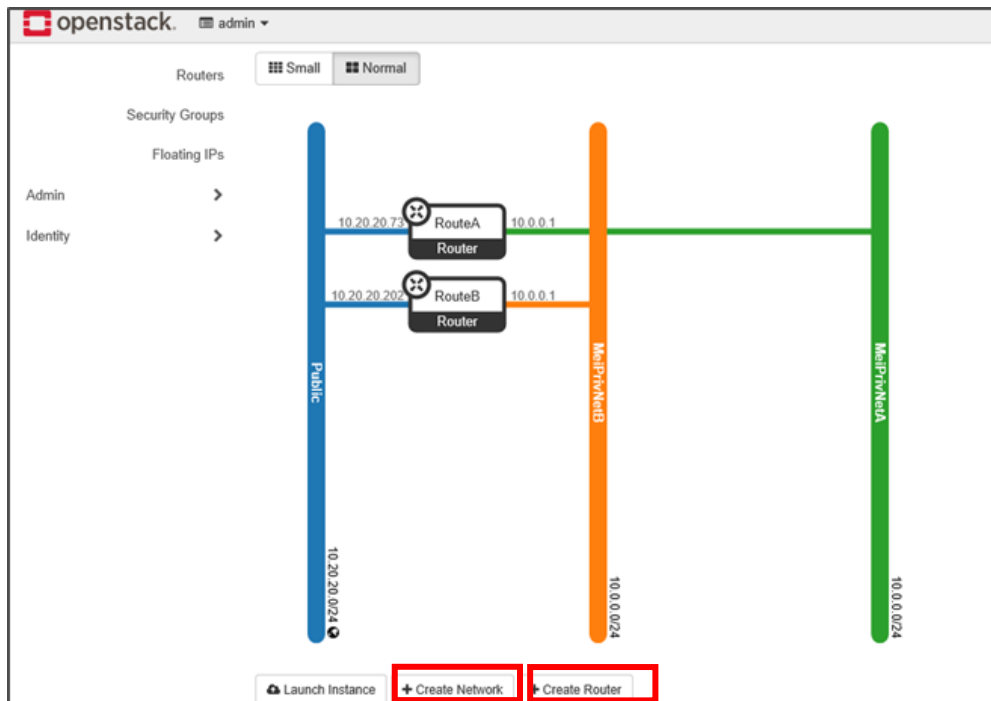 openstack. admin
Routers
Security Groups
Floating IPs
Admin
Identity
Small
Normal
10.20.20.73
RouteA
Router
10.0.0.1
10.20.20.202
RouteB
Router
10.0.0.1
Public
10.20.20.0/24
MeiPrivNetB
10.0.0.0/24
MeiPrivNetA
10.0.0.0/24
Launch Instance
+ Create Network
+ Create Router